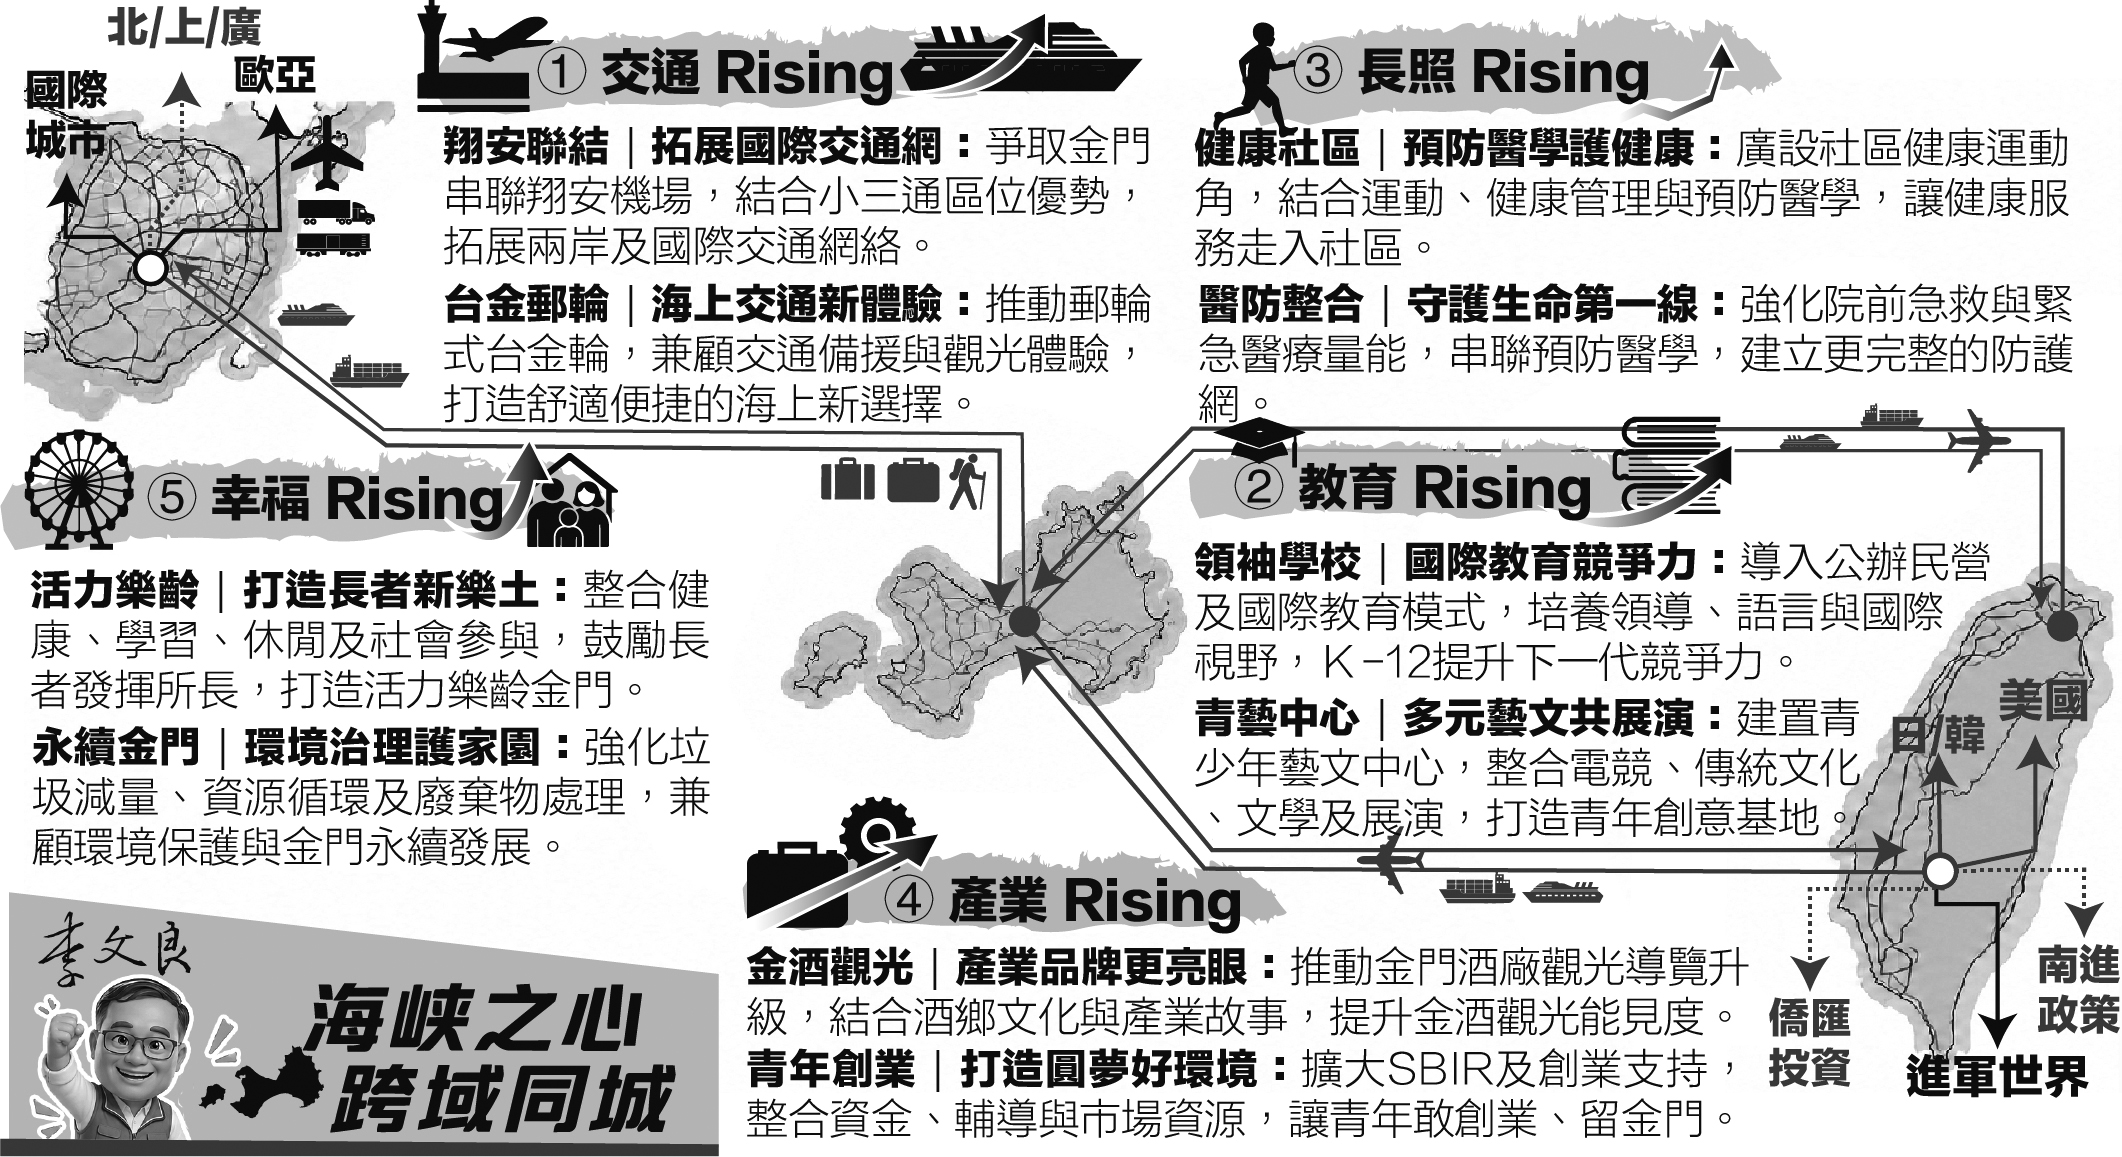 北/上/廣
歐亞
國際
城市
① 交通 Rising
翔安聯結｜拓展國際交通網：爭取金門
串聯翔安機場，結合小三通區位優勢，
拓展兩岸及國際交通網絡。
台金郵輪｜海上交通新體驗：推動郵輪
式台金輪，兼顧交通備援與觀光體驗，
打造舒適便捷的海上新選擇。
③ 長照 Rising
健康社區｜預防醫學護健康：廣設社區健康運動
角，結合運動、健康管理與預防醫學，讓健康服
務走入社區。
醫防整合｜守護生命第一線：強化院前急救與緊
急醫療量能，串聯預防醫學，建立更完整的防護
網。
⑤ 幸福 Rising
活力樂齡｜打造長者新樂土：整合健
康、學習、休閒及社會參與，鼓勵長
者發揮所長，打造活力樂齡金門。
永續金門｜環境治理護家園：強化垃
圾減量、資源循環及廢棄物處理，兼
顧環境保護與金門永續發展。
② 教育 Rising
領袖學校｜國際教育競爭力：導入公辦民營
及國際教育模式，培養領導、語言與國際
視野，K-12提升下一代競爭力。
青藝中心｜多元藝文共展演：建置青
少年藝文中心，整合電競、傳統文化
、文學及展演，打造青年創意基地。
美國
日/韓
④ 產業 Rising
金酒觀光｜產業品牌更亮眼：推動金門酒廠觀光導覽升
級，結合酒鄉文化與產業故事，提升金酒觀光能見度。
青年創業｜打造圓夢好環境：擴大SBIR及創業支持，
整合資金、輔導與市場資源，讓青年敢創業、留金門。
僑匯
投資
南進
政策
進軍世界
李文良
海峽之心
跨域同城